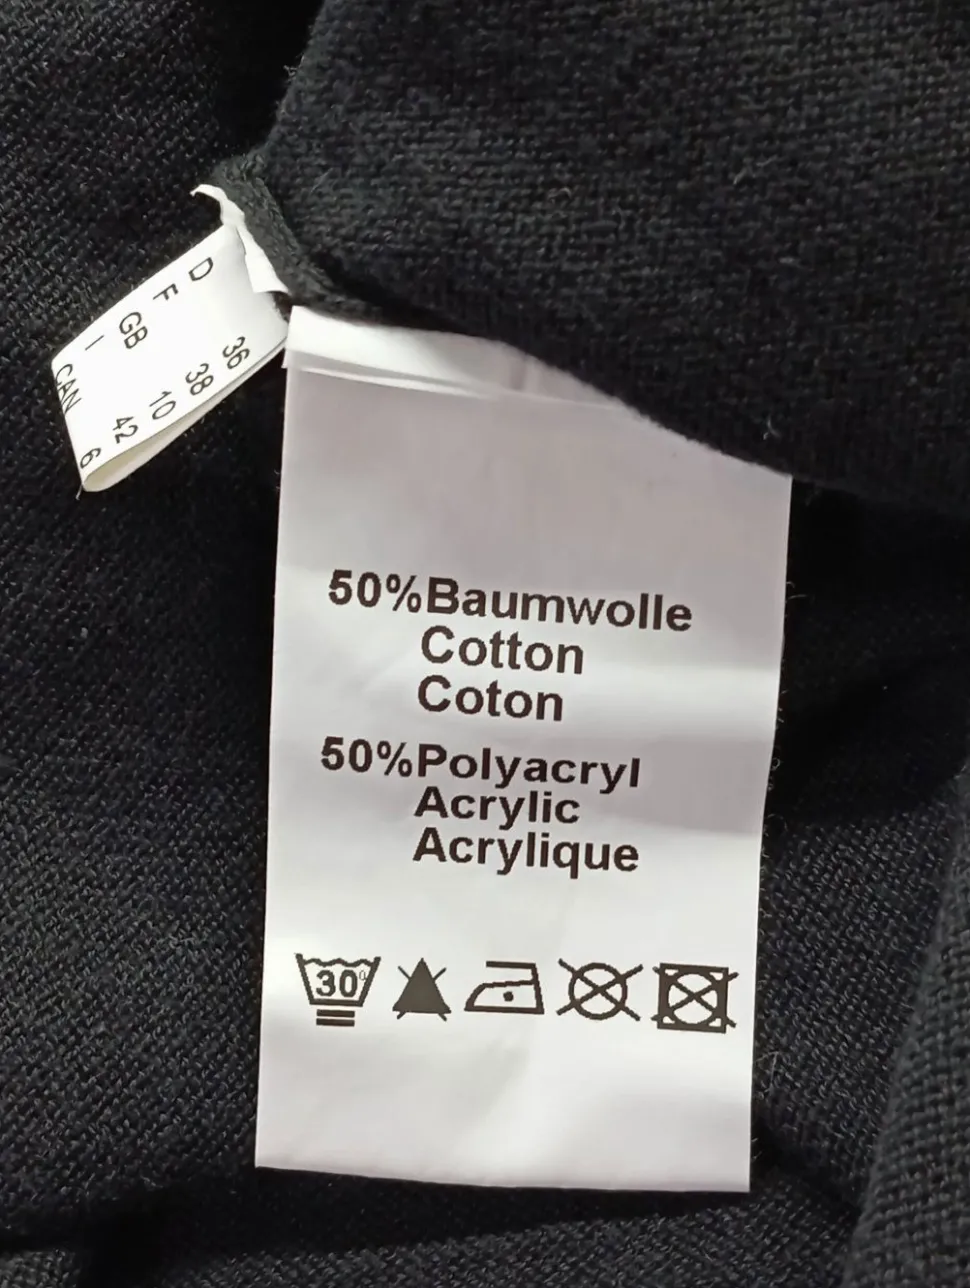 D 36
F 38
GB 10
I 42
CAN 6
50%Baumwolle
Cotton
Coton
50%Polyacryl
Acrylic
Acrylique
30°